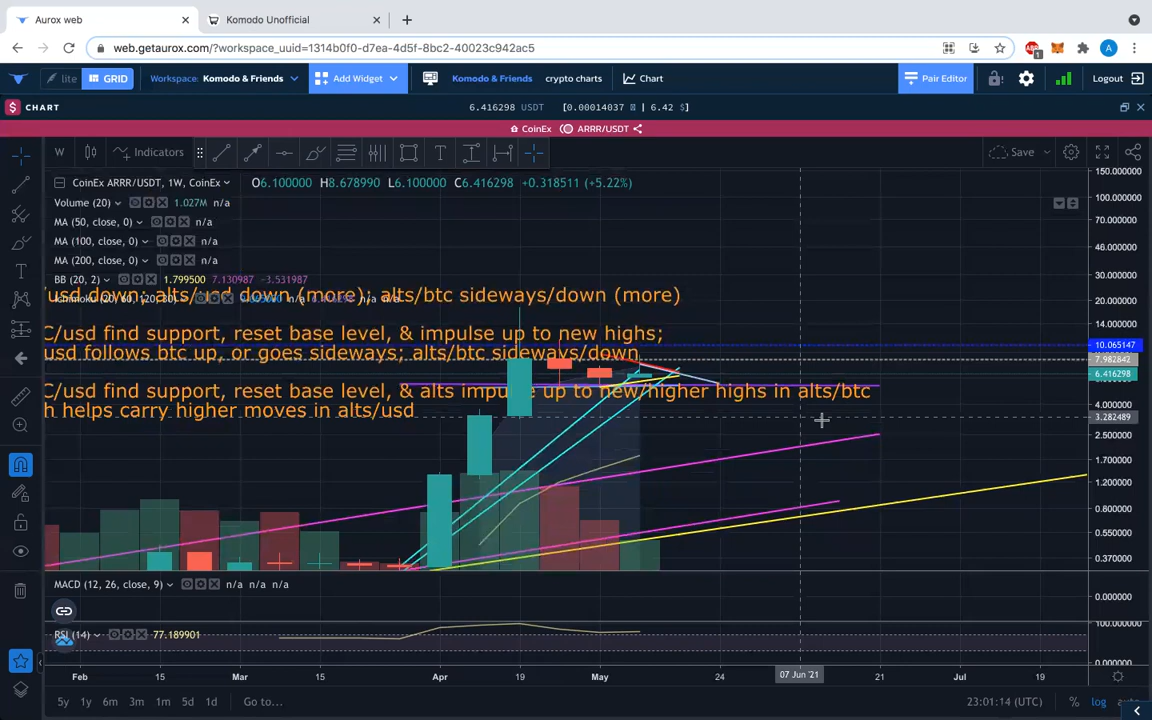 Aurox web
Komodo Unofficial
web.getaurox.com/?workspace_uuid=1314b0f0-d7ea-4d5f-8bc2-40023c942ac5
ABP
1
A
lite
GRID
Workspace: Komodo & Friends
Add Widget
Komodo & Friends
crypto charts
Chart
Pair Editor
Logout
$ CHART
6.416298 USDT
[0.00014037 | 6.42 $]
CoinEx
ARRR/USDT
W
Indicators
Save
CoinEx ARRR/USDT, 1W, CoinEx
O6.100000 H8.678990 L6.100000 C6.416298 +0.318511 (+5.22%)
Volume (20) 1.027M n/a
MA (50, close, 0) n/a
MA (100, close, 0) n/a
MA (200, close, 0) n/a
BB (20, 2) 1.799500 7.130987 -3.531987
/usd down; alts/usd down (more); alts/btc sideways/down (more)
C/usd find support, reset base level, & impulse up to new highs;
usd follows btc up, or goes sideways; alts/btc sideways/down
C/usd find support, reset base level, & alts impulse up to new/higher highs in alts/btc
h helps carry higher moves in alts/usd
150.000000
100.000000
70.000000
46.000000
30.000000
20.000000
14.000000
10.065147
7.982842
6.416298
4.000000
3.282489
2.500000
1.700000
1.200000
0.800000
0.550000
0.370000
MACD (12, 26, close, 9) n/a n/a n/a
0.000000
RSI (14) 77.189901
100.000000
0.000000
Feb 15 Mar 15 Apr 19 May 24 07 Jun '21 21 Jul 19
5y 1y 6m 3m 1m 5d 1d Go to...
23:01:14 (UTC)
% log auto